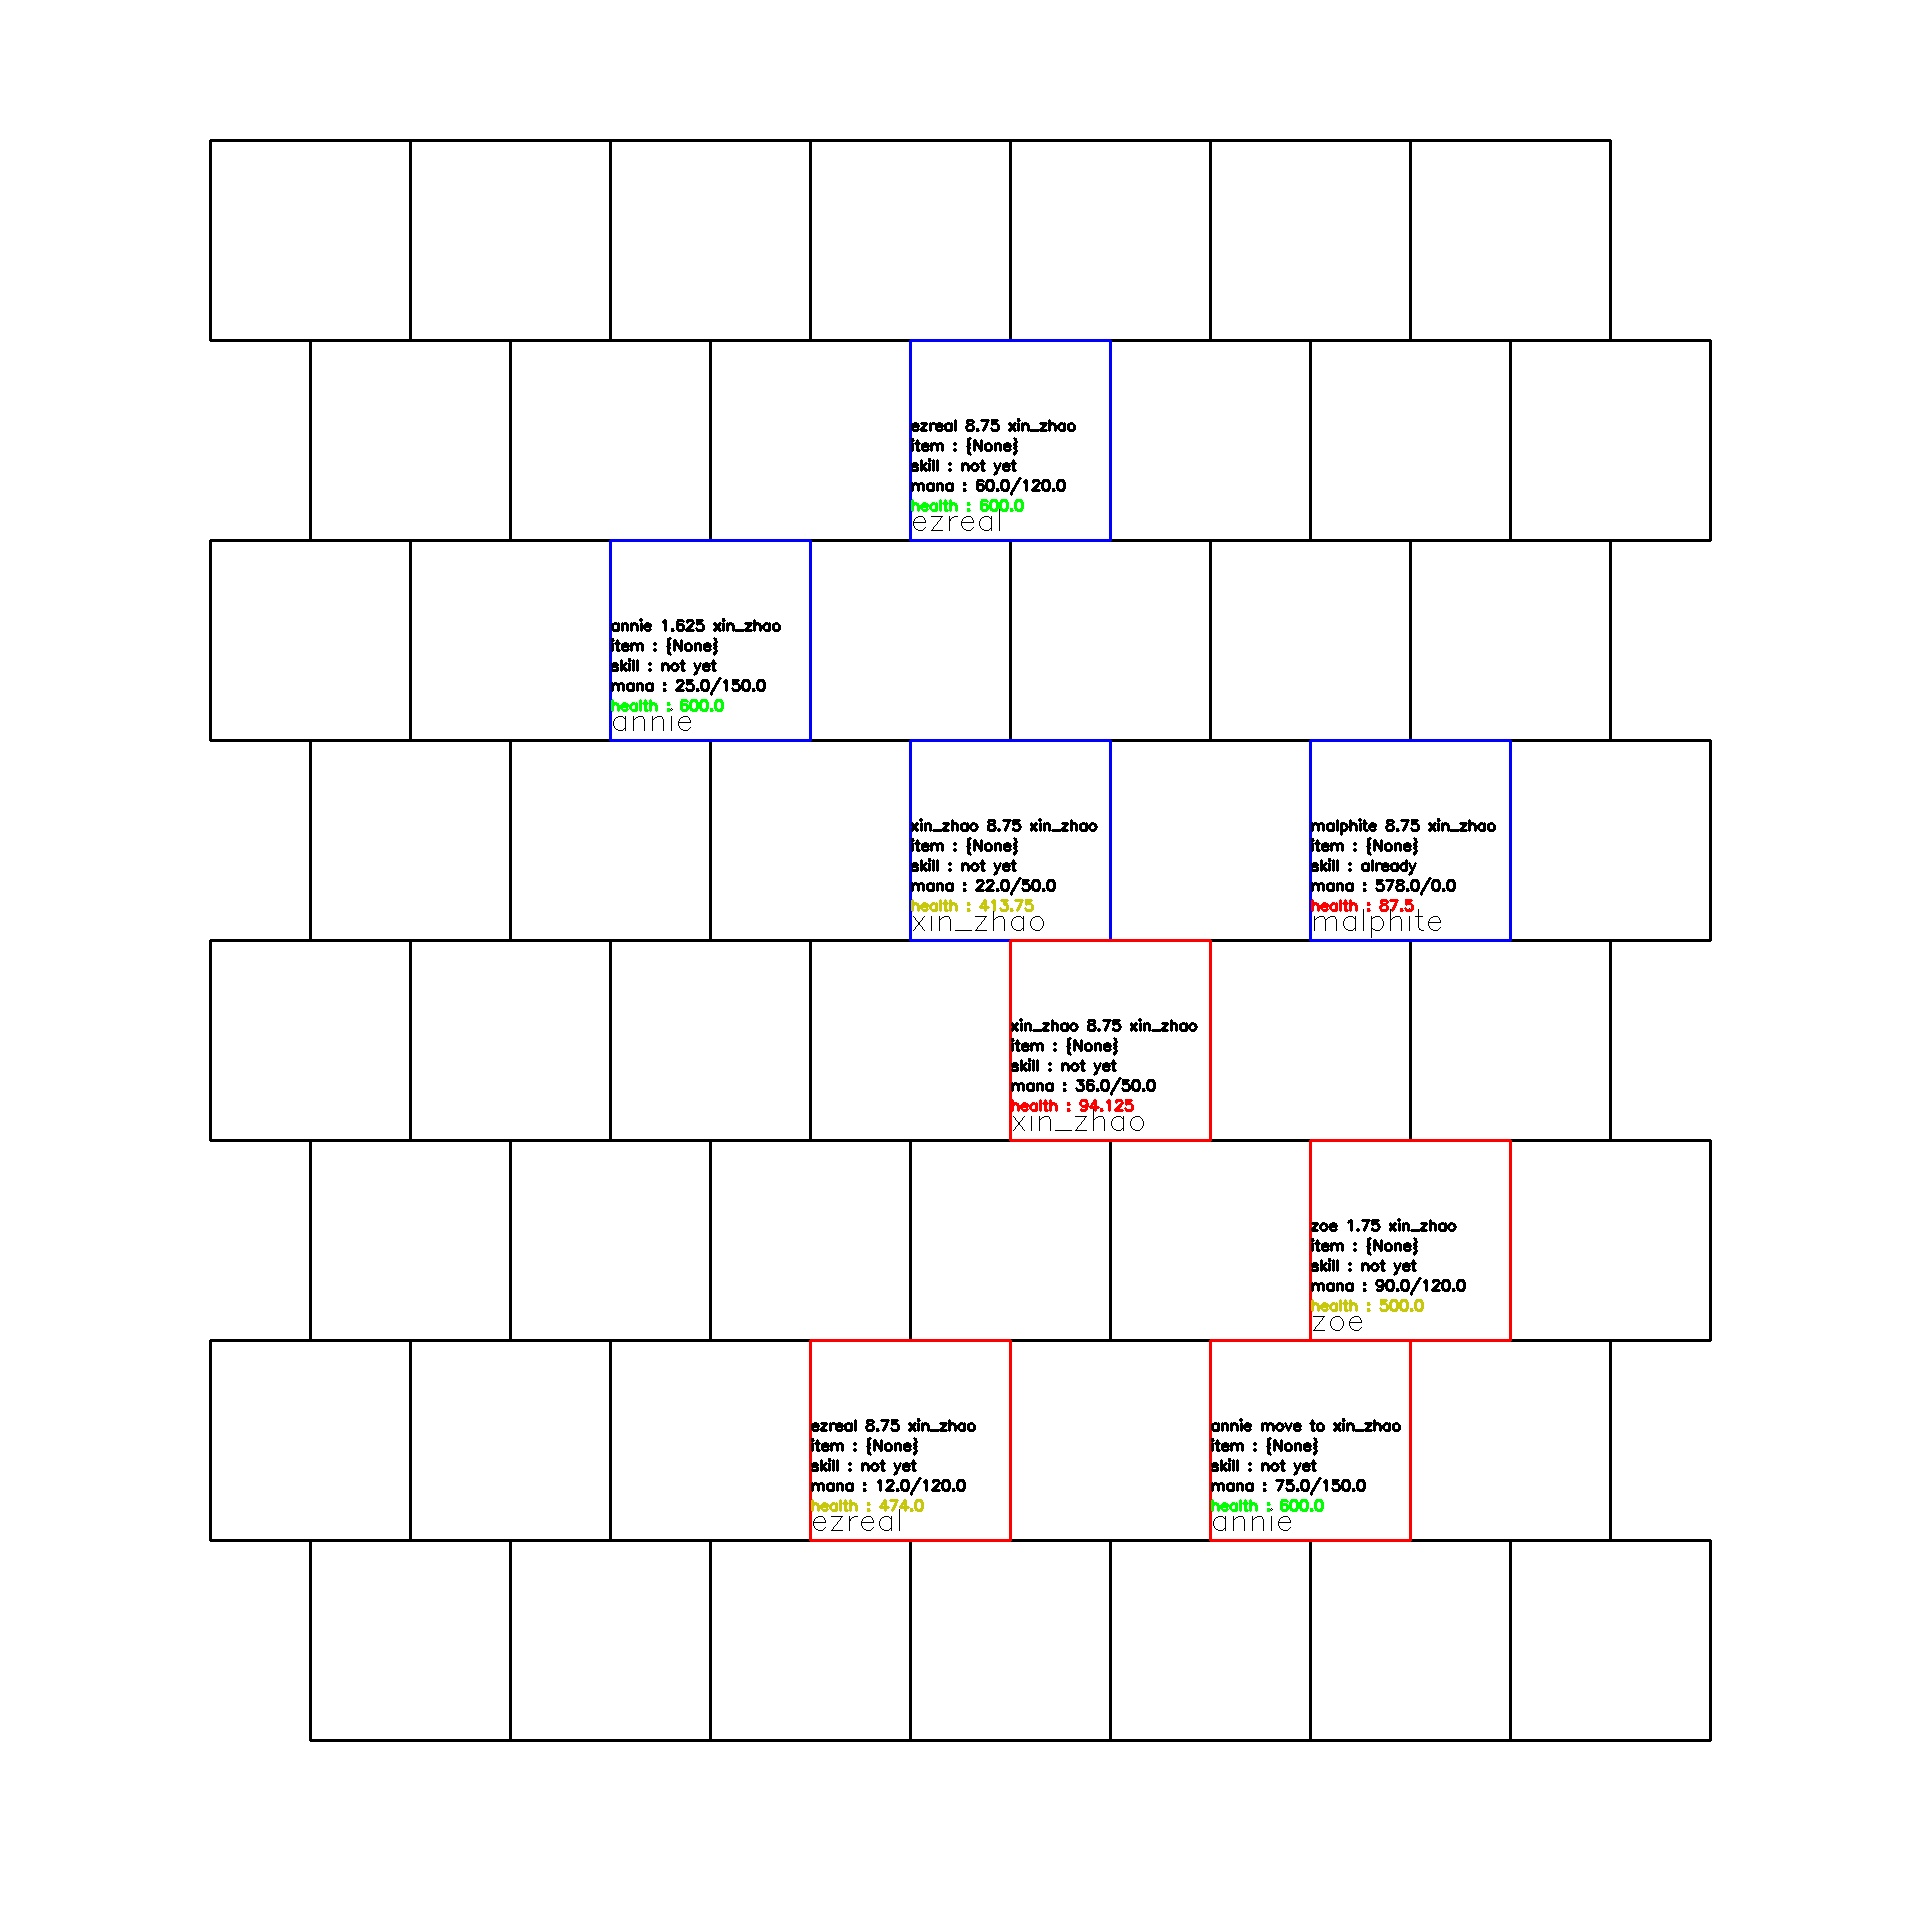 ezreal 8.75 xin_zhao
item : {None}
skill : not yet
mana : 60.0/120.0
health : 600.0
ezreal
annie 1.625 xin_zhao
item : {None}
skill : not yet
mana : 25.0/150.0
health : 600.0
annie
xin_zhao 8.75 xin_zhao
item : {None}
skill : not yet
mana : 22.0/50.0
health : 413.75
xin_zhao
malphite 8.75 xin_zhao
item : {None}
skill : already
mana : 578.0/0.0
health : 87.5
malphite
xin_zhao 8.75 xin_zhao
item : {None}
skill : not yet
mana : 36.0/50.0
health : 94.125
xin_zhao
zoe 1.75 xin_zhao
item : {None}
skill : not yet
mana : 90.0/120.0
health : 500.0
zoe
ezreal 8.75 xin_zhao
item : {None}
skill : not yet
mana : 12.0/120.0
health : 474.0
ezreal
annie move to xin_zhao
item : {None}
skill : not yet
mana : 75.0/150.0
health : 600.0
annie